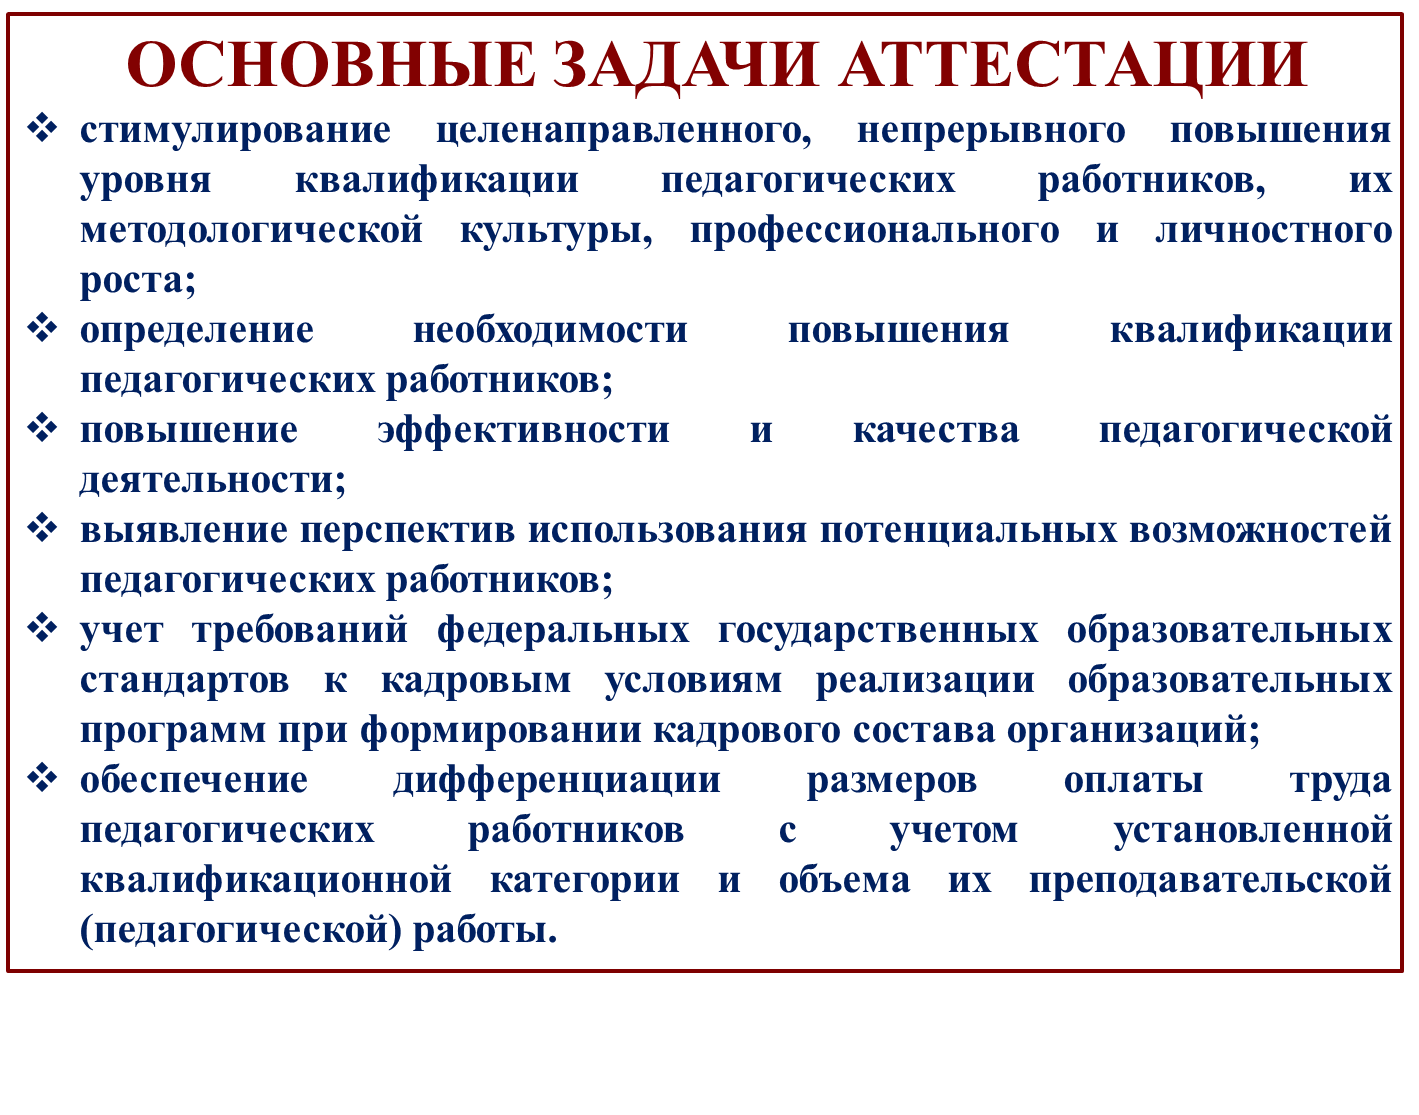 ОСНОВНЫЕ ЗАДАЧИ АТТЕСТАЦИИ
❖ стимулирование целенаправленного, непрерывного повышения
уровня квалификации педагогических работников, их
методологической культуры, профессионального и личностного
роста;
❖ определение необходимости повышения квалификации
педагогических работников;
❖ повышение эффективности и качества педагогической
деятельности;
❖ выявление перспектив использования потенциальных возможностей
педагогических работников;
❖ учет требований федеральных государственных образовательных
стандартов к кадровым условиям реализации образовательных
программ при формировании кадрового состава организаций;
❖ обеспечение дифференциации размеров оплаты труда
педагогических работников с учетом установленной
квалификационной категории и объема их преподавательской
(педагогической) работы.